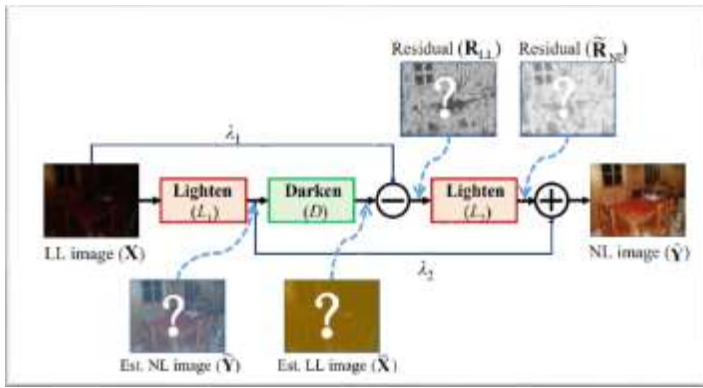 Residual (R_LL)
Residual (R̃_NL)
λ₁
Lighten
(L₁)
Darken
(D)
−
Lighten
(L₂)
+
LL image (X)
λ₂
NL image (Ŷ)
?
?
?
?
Est. NL image (Ỹ)
Est. LL image (X̃)